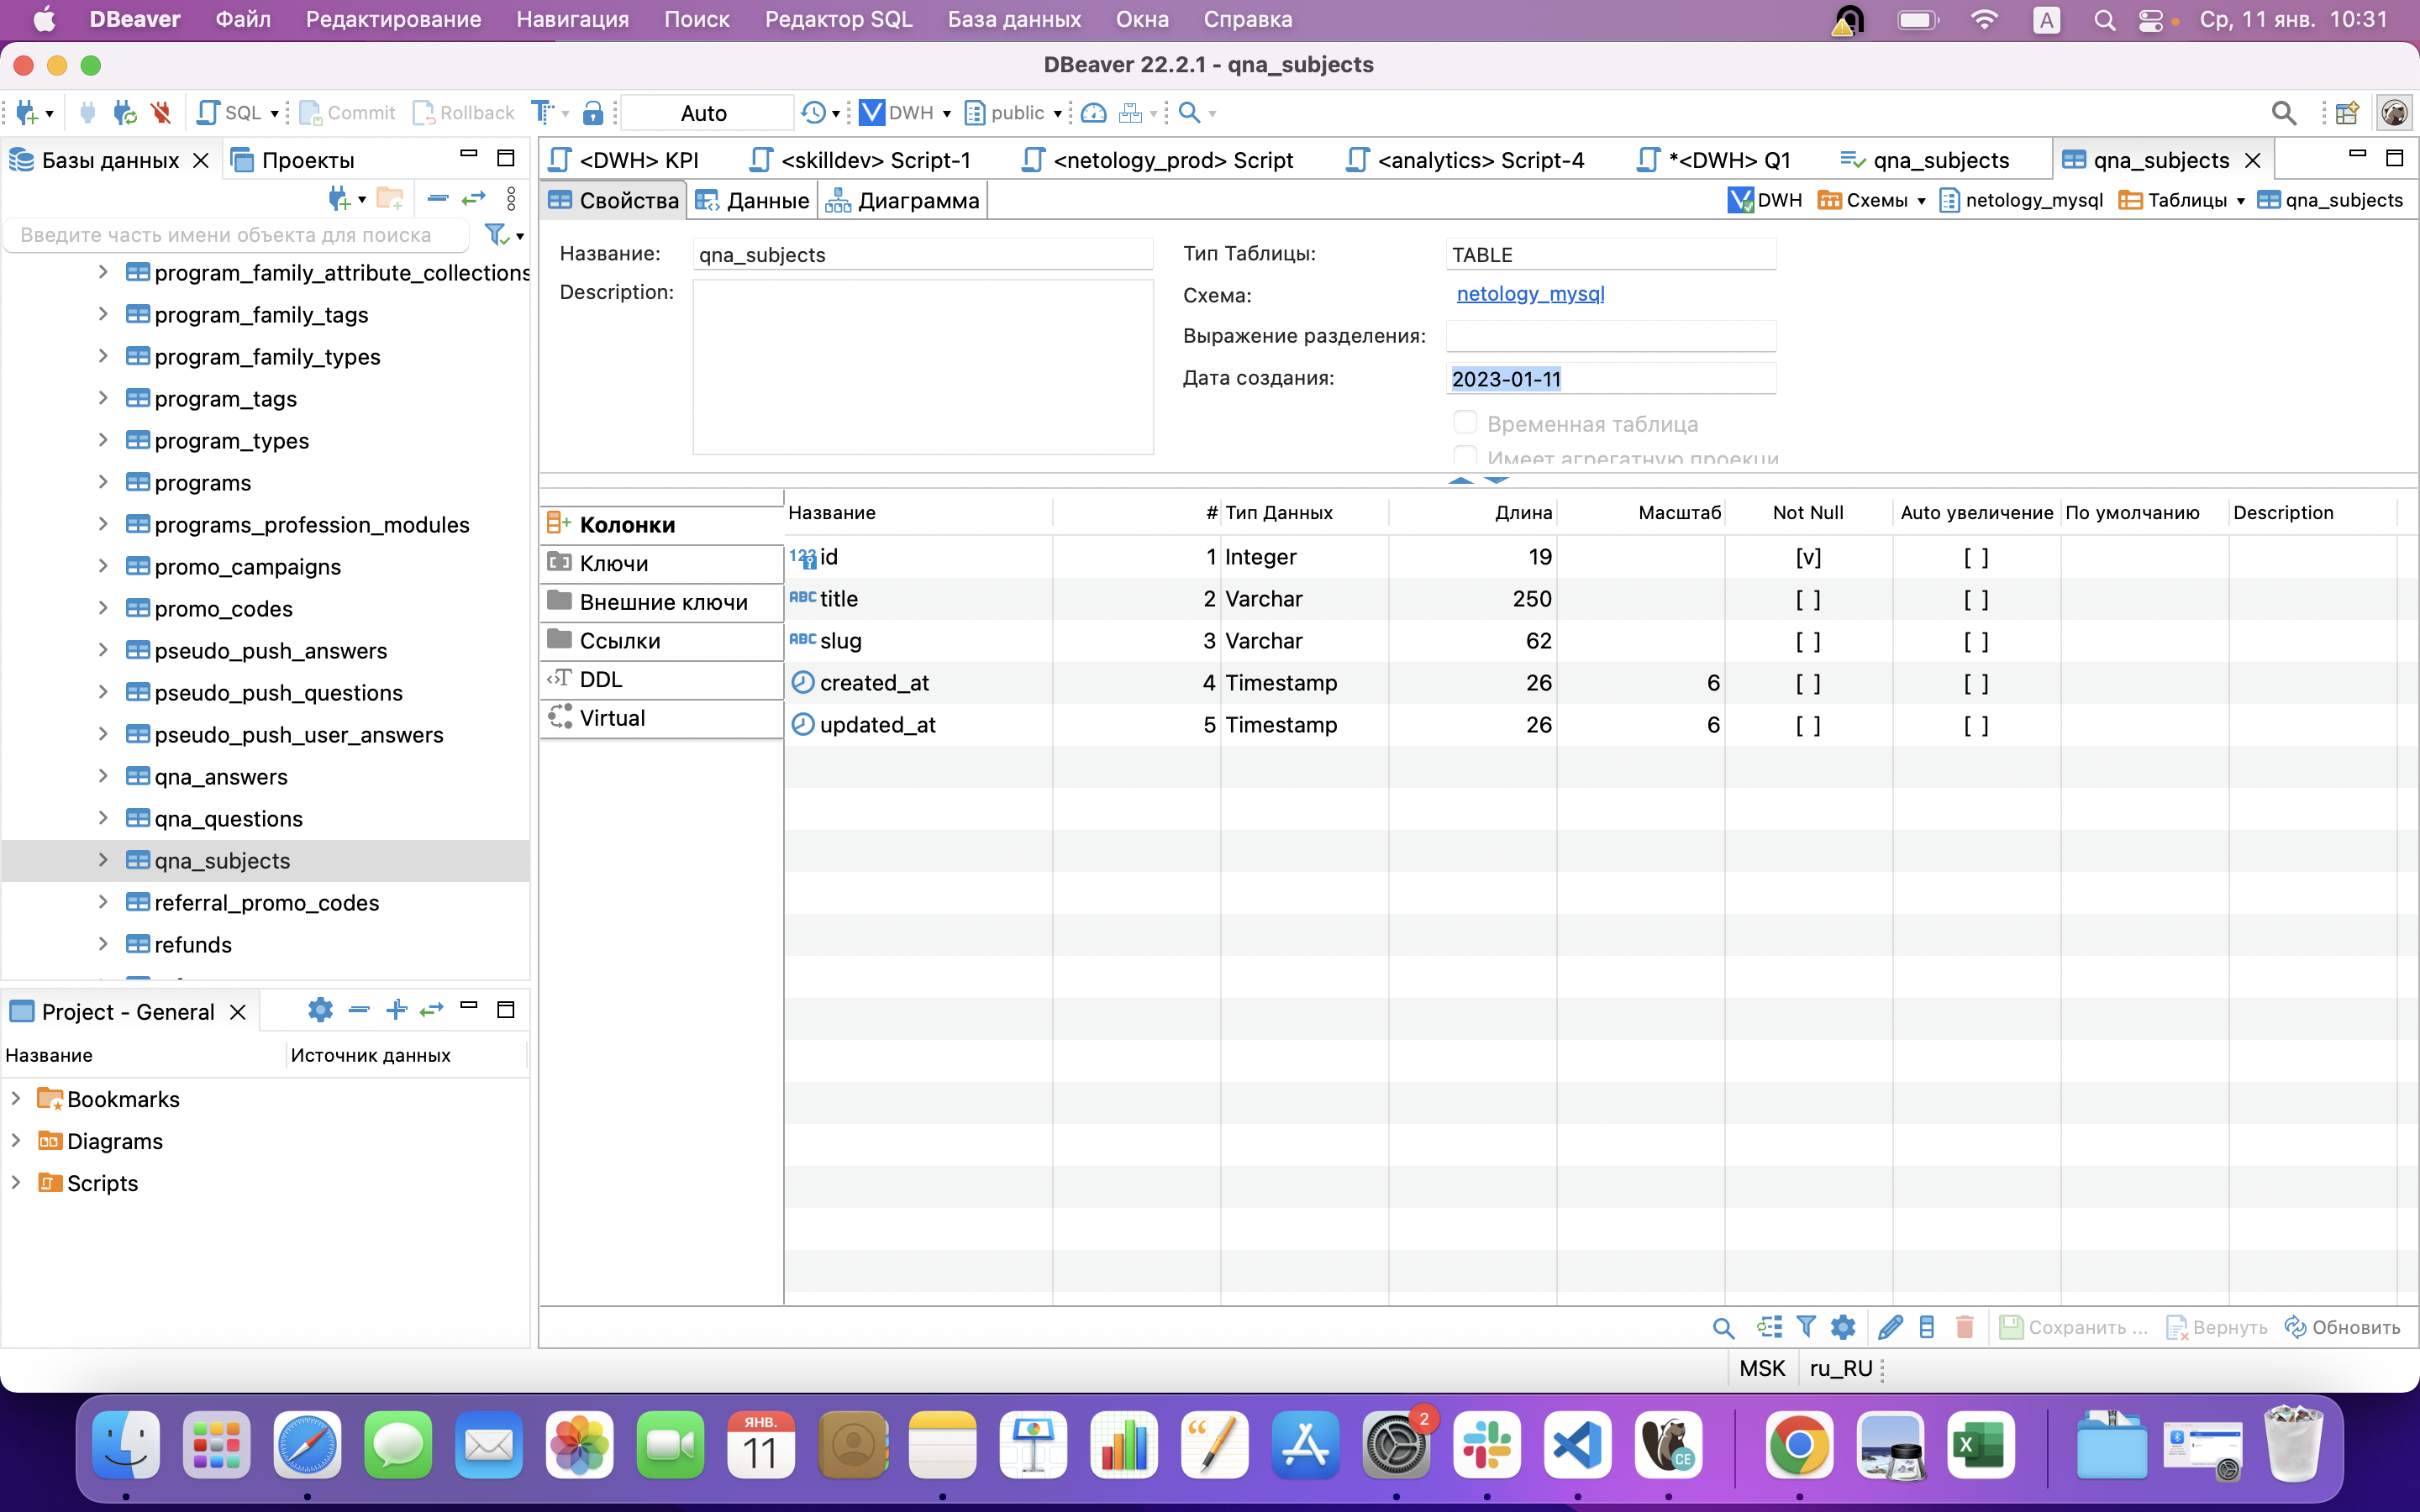 DBeaver Файл Редактирование Навигация Поиск Редактор SQL База данных Окна Справка A Ср, 11 янв. 10:31
DBeaver 22.2.1 - qna_subjects
SQL Commit Rollback Auto DWH public
Базы данных Проекты
Введите часть имени объекта для поиска
program_family_attribute_collections
program_family_tags
program_family_types
program_tags
program_types
programs
programs_profession_modules
promo_campaigns
promo_codes
pseudo_push_answers
pseudo_push_questions
pseudo_push_user_answers
qna_answers
qna_questions
qna_subjects
referral_promo_codes
refunds
Project - General
Название Источник данных
Bookmarks
Diagrams
Scripts
<DWH> KPI <skilldev> Script-1 <netology_prod> Script <analytics> Script-4 *<DWH> Q1 qna_subjects qna_subjects
Свойства Данные Диаграмма DWH Схемы netology_mysql Таблицы qna_subjects
Название: qna_subjects
Description:
Тип Таблицы: TABLE
Схема: netology_mysql
Выражение разделения:
Дата создания: 2023-01-11
Временная таблица
Имеет агрегатную проекци
Колонки
Ключи
Внешние ключи
Ссылки
DDL
Virtual
Название # Тип Данных Длина Масштаб Not Null Auto увеличение По умолчанию Description
123 id 1 Integer 19 [v] [ ]
ABC title 2 Varchar 250 [ ] [ ]
ABC slug 3 Varchar 62 [ ] [ ]
created_at 4 Timestamp 26 6 [ ] [ ]
updated_at 5 Timestamp 26 6 [ ] [ ]
Сохранить ... Вернуть Обновить
MSK ru_RU
ЯНВ.
11
2
CE
X